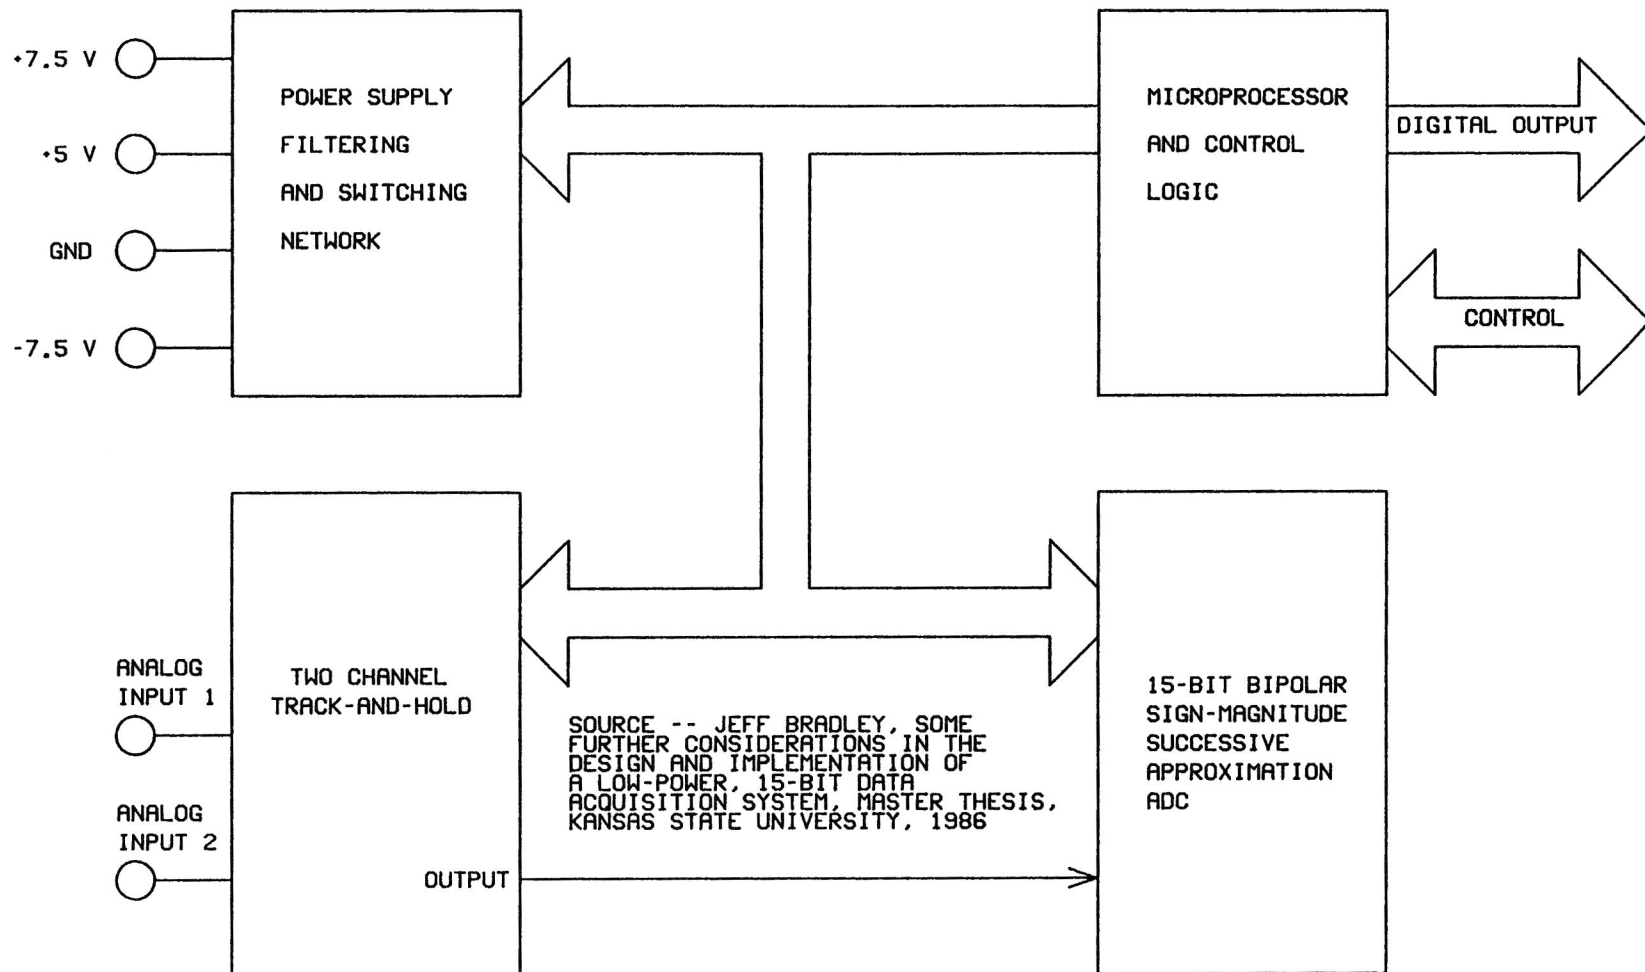 +7.5 V
+5 V
GND
-7.5 V
POWER SUPPLY
FILTERING
AND SWITCHING
NETWORK
MICROPROCESSOR
AND CONTROL
LOGIC
DIGITAL OUTPUT
CONTROL
ANALOG
INPUT 1
ANALOG
INPUT 2
TWO CHANNEL
TRACK-AND-HOLD
OUTPUT
SOURCE -- JEFF BRADLEY, SOME
FURTHER CONSIDERATIONS IN THE
DESIGN AND IMPLEMENTATION OF
A LOW-POWER, 15-BIT DATA
ACQUISITION SYSTEM, MASTER THESIS,
KANSAS STATE UNIVERSITY, 1986
15-BIT BIPOLAR
SIGN-MAGNITUDE
SUCCESSIVE
APPROXIMATION
ADC